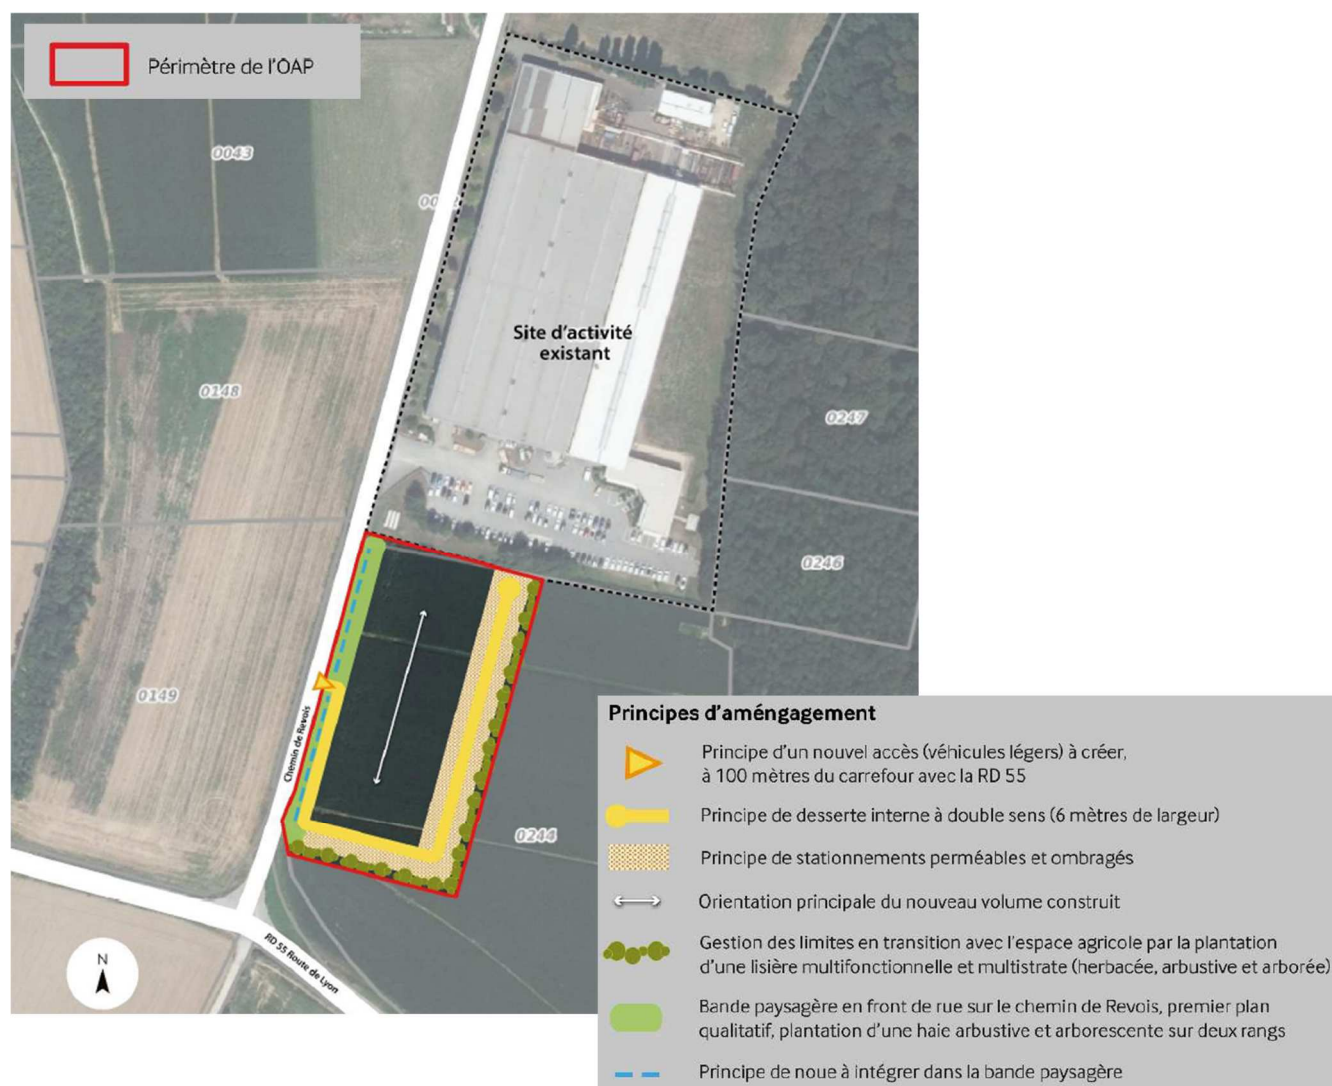 Périmètre de l'OAP
0043
Site d'activité
existant
0148
0247
0246
0149
Chemin de Revois
0244
RD 55 Route de Lyon
N
Principes d'aménagement
Principe d'un nouvel accès (véhicules légers) à créer,
à 100 mètres du carrefour avec la RD 55
Principe de desserte interne à double sens (6 mètres de largeur)
Principe de stationnements perméables et ombragés
Orientation principale du nouveau volume construit
Gestion des limites en transition avec l'espace agricole par la plantation
d'une lisière multifonctionnelle et multistrate (herbacée, arbustive et arborée)
Bande paysagère en front de rue sur le chemin de Revois, premier plan
qualitatif, plantation d'une haie arbustive et arborescente sur deux rangs
Principe de noue à intégrer dans la bande paysagère